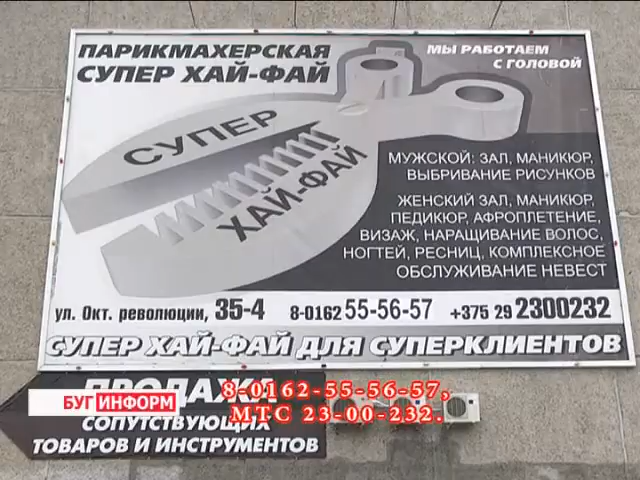 ПАРИКМАХЕРСКАЯ
СУПЕР ХАЙ-ФАЙ
МЫ РАБОТАЕМ
С ГОЛОВОЙ
СУПЕР
ХАЙ-ФАЙ
МУЖСКОЙ: ЗАЛ, МАНИКЮР,
ВЫБРИВАНИЕ РИСУНКОВ
ЖЕНСКИЙ ЗАЛ, МАНИКЮР,
ПЕДИКЮР, АФРОПЛЕТЕНИЕ,
ВИЗАЖ, НАРАЩИВАНИЕ ВОЛОС,
НОГТЕЙ, РЕСНИЦ, КОМПЛЕКСНОЕ
ОБСЛУЖИВАНИЕ НЕВЕСТ
ул. Окт. революции, 35-4 8-0162 55-56-57 +375 29 2300232
СУПЕР ХАЙ-ФАЙ ДЛЯ СУПЕРКЛИЕНТОВ
ПРОДАЖА
8-0162-55-56-57,
МТС 23-00-232.
БУГ ИНФОРМ
СОПУТСТВУЮЩИХ
ТОВАРОВ И ИНСТРУМЕНТОВ